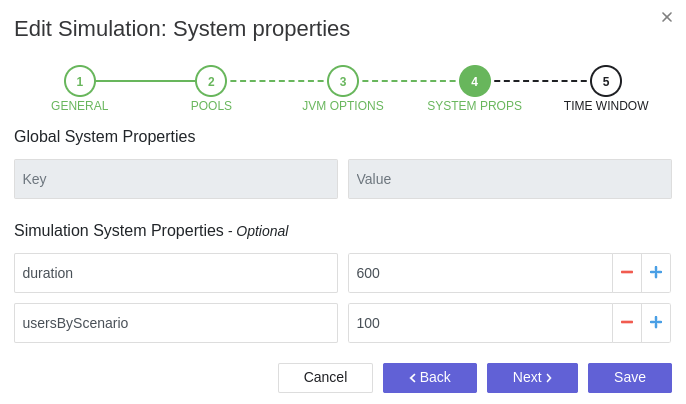 Edit Simulation: System properties
×
1 2 3 4 5
GENERAL POOLS JVM OPTIONS SYSTEM PROPS TIME WINDOW
Global System Properties
Key Value
Simulation System Properties - Optional
duration 600
usersByScenario 100
Cancel Back Next Save